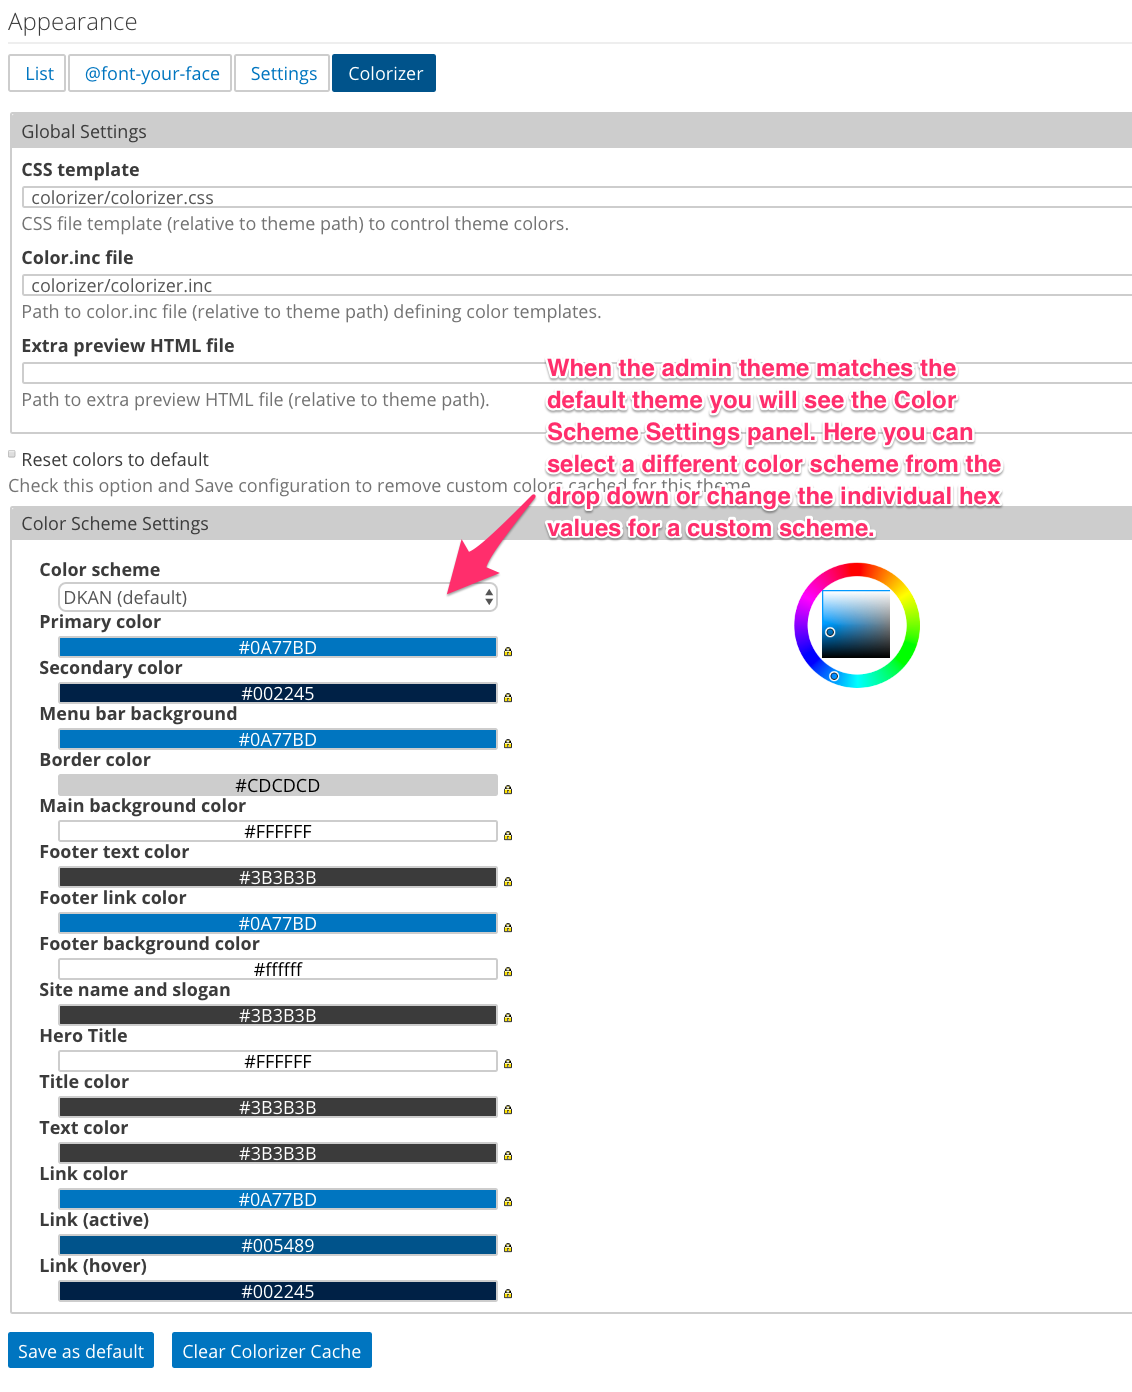 Appearance
List
@font-your-face
Settings
Colorizer
Global Settings
CSS template
colorizer/colorizer.css
CSS file template (relative to theme path) to control theme colors.
Color.inc file
colorizer/colorizer.inc
Path to color.inc file (relative to theme path) defining color templates.
Extra preview HTML file
Path to extra preview HTML file (relative to theme path).
When the admin theme matches the
default theme you will see the Color
Scheme Settings panel. Here you can
select a different color scheme from the
drop down or change the individual hex
values for a custom scheme.
Reset colors to default
Check this option and Save configuration to remove custom colors cached for this theme.
Color Scheme Settings
Color scheme
DKAN (default)
Primary color
#0A77BD
Secondary color
#002245
Menu bar background
#0A77BD
Border color
#CDCDCD
Main background color
#FFFFFF
Footer text color
#3B3B3B
Footer link color
#0A77BD
Footer background color
#ffffff
Site name and slogan
#3B3B3B
Hero Title
#FFFFFF
Title color
#3B3B3B
Text color
#3B3B3B
Link color
#0A77BD
Link (active)
#005489
Link (hover)
#002245
Save as default
Clear Colorizer Cache